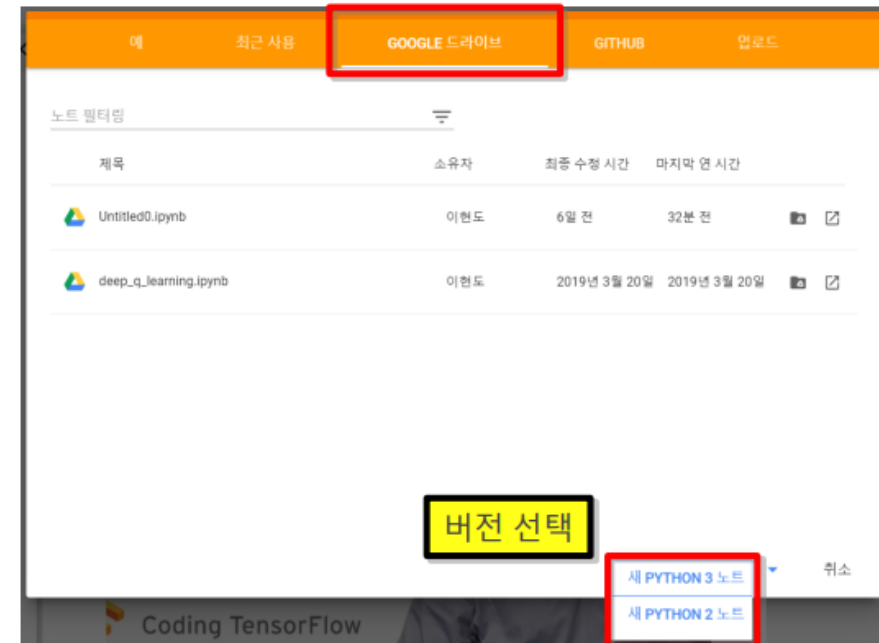 예 최근 사용 GOOGLE 드라이브 GITHUB 업로드
노트 필터링
제목 소유자 최종 수정 시간 마지막 연 시간
Untitled0.ipynb 이현도 6일 전 32분 전
deep_q_learning.ipynb 이현도 2019년 3월 20일 2019년 3월 20일
버전 선택
새 PYTHON 3 노트 취소
새 PYTHON 2 노트
Coding TensorFlow